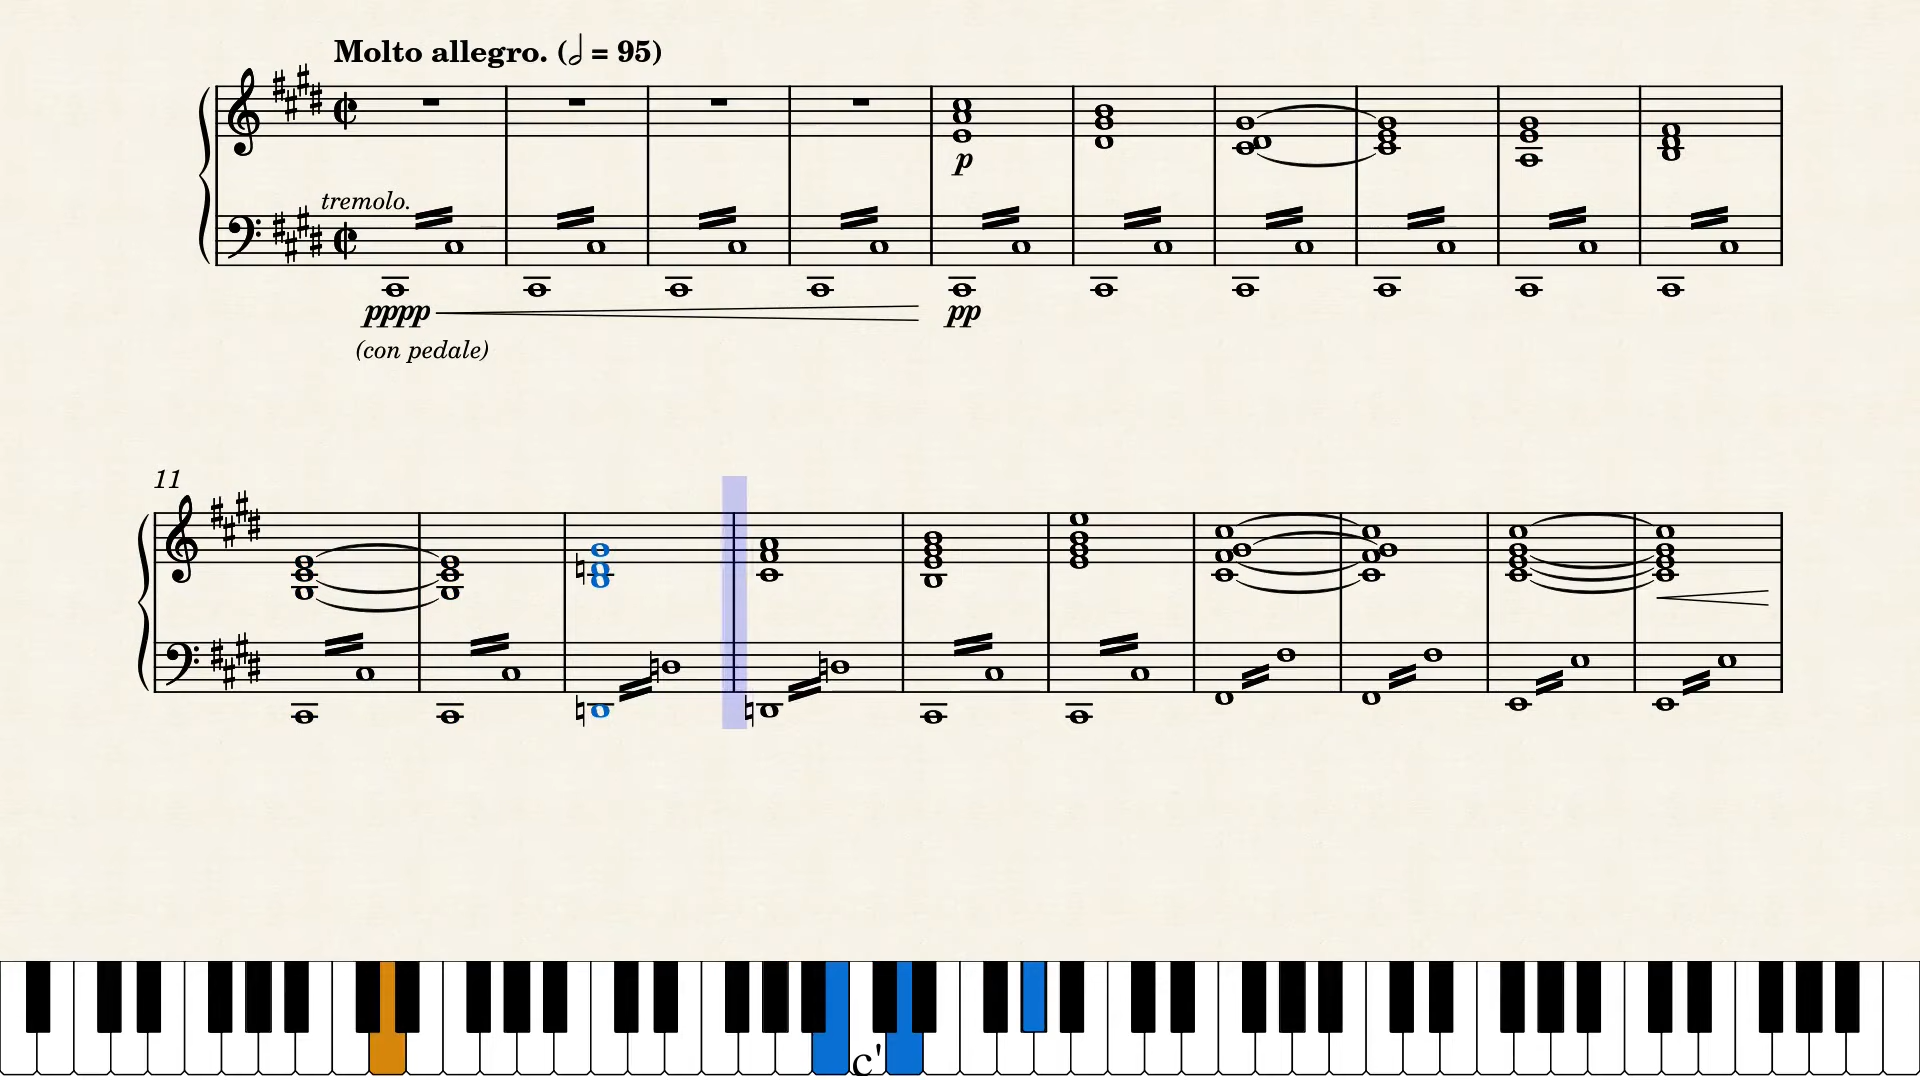 Molto allegro. (𝅗𝅥 = 95)
p
tremolo.
pppp pp
(con pedale)
11
c'